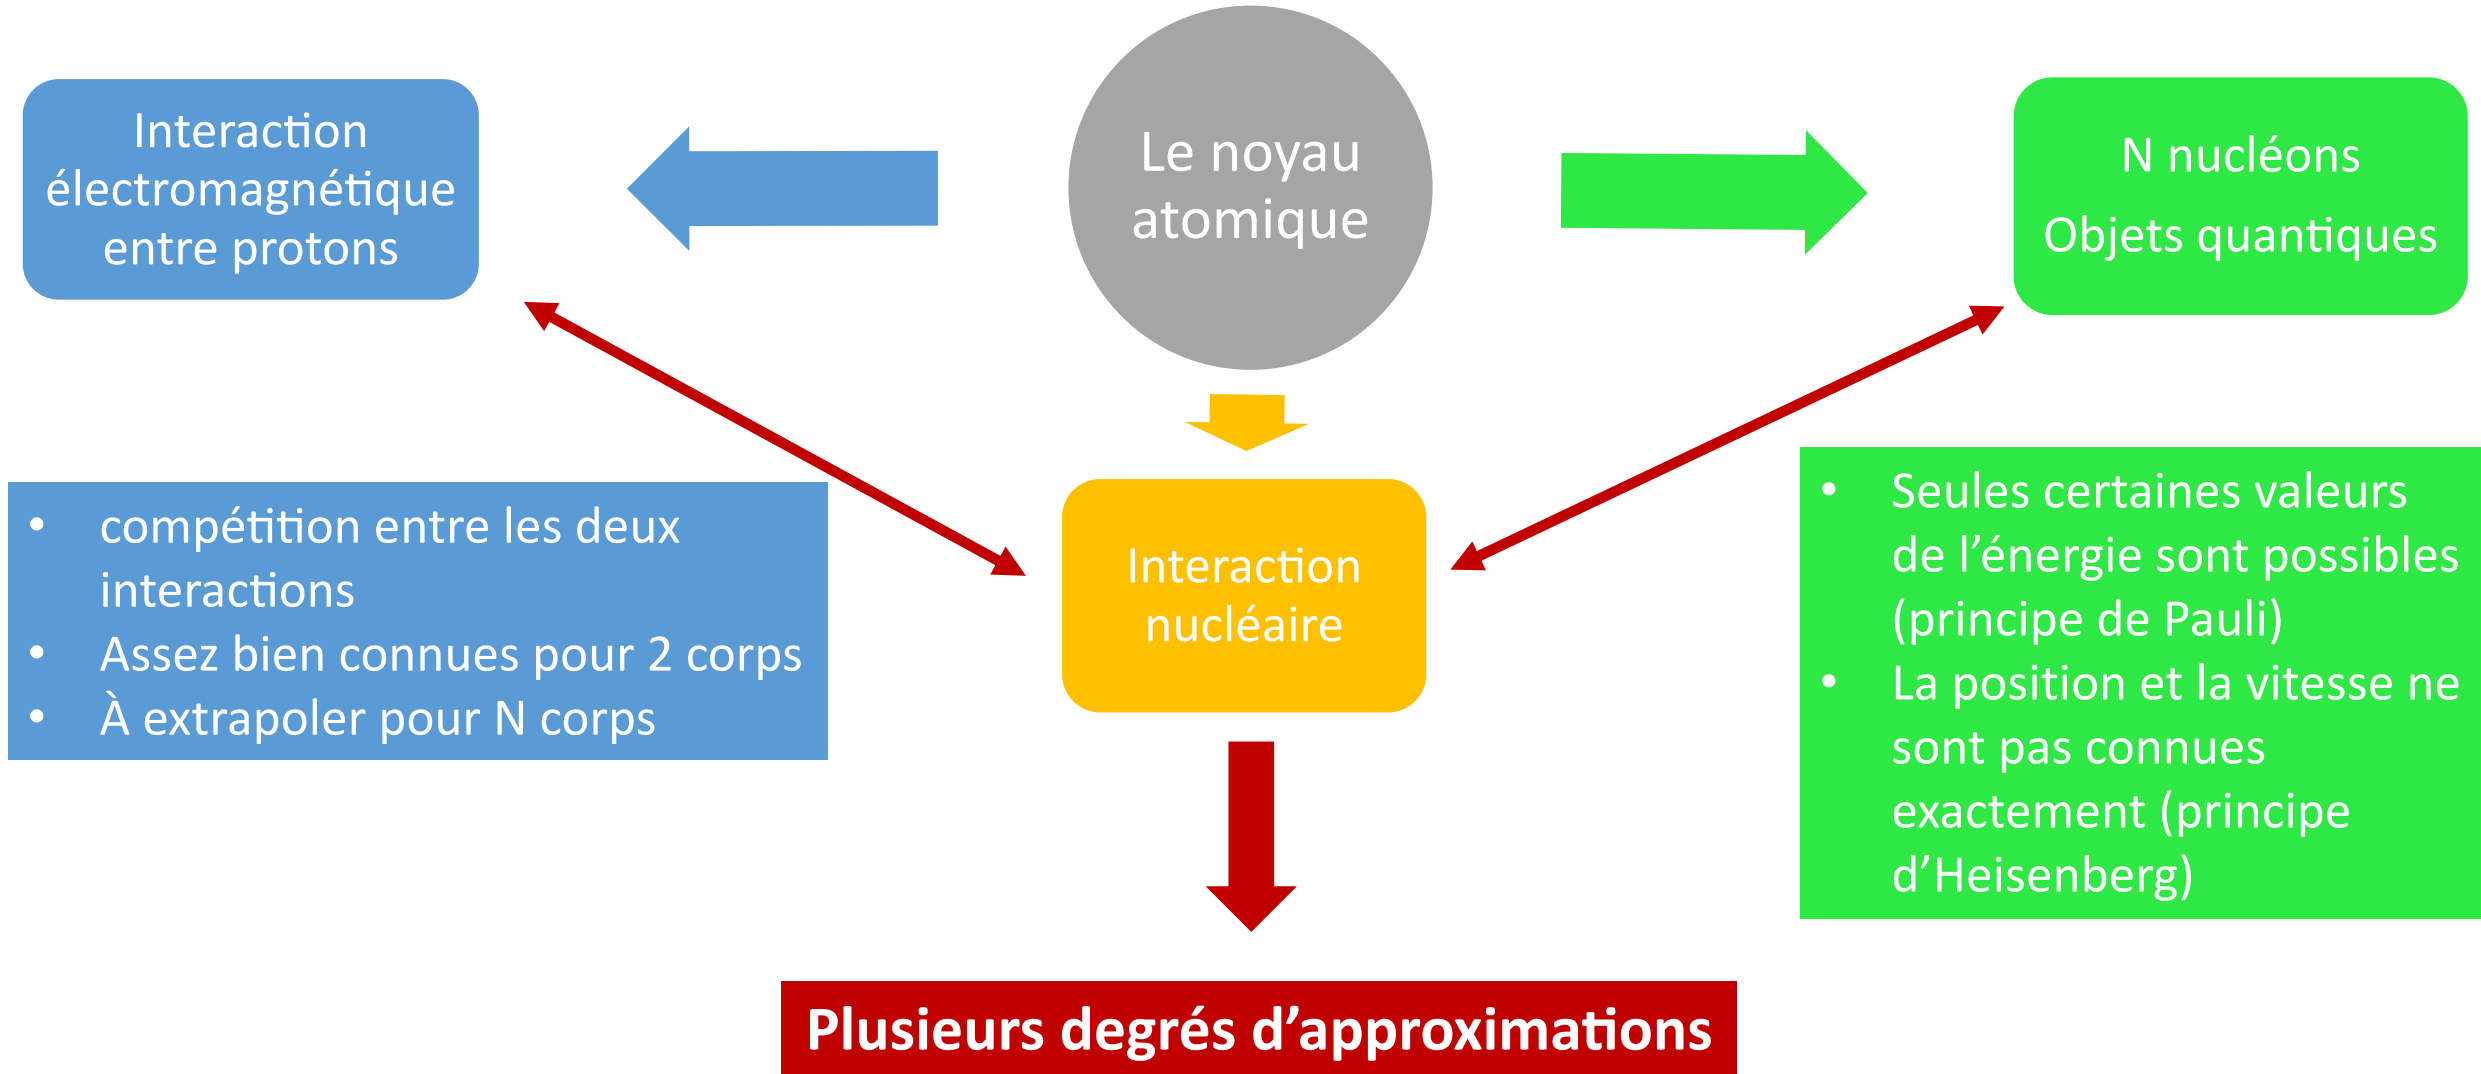 Le noyau
atomique
Interaction
électromagnétique
entre protons
N nucléons
Objets quantiques
• compétition entre les deux
interactions
• Assez bien connues pour 2 corps
• À extrapoler pour N corps
Interaction
nucléaire
• Seules certaines valeurs
de l’énergie sont possibles
(principe de Pauli)
• La position et la vitesse ne
sont pas connues
exactement (principe
d’Heisenberg)
Plusieurs degrés d’approximations